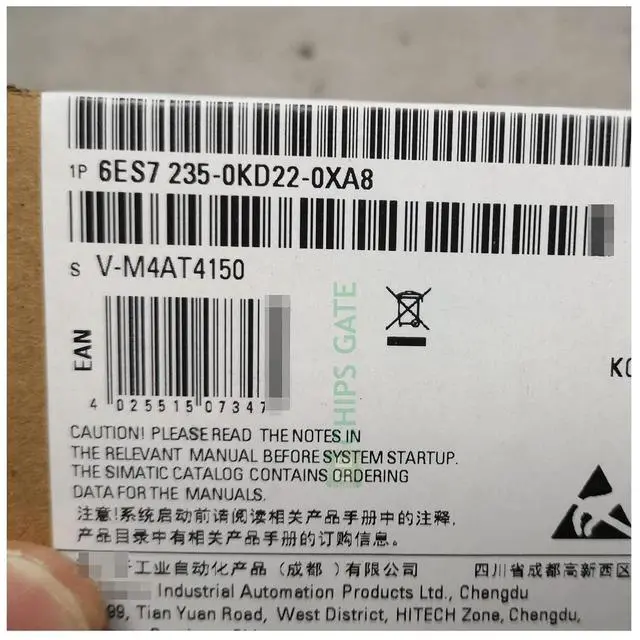 1P 6ES7 235-0KD22-0XA8
S V-M4AT4150
SHIPS GATE
EAN
4 025515 07347
KC
CAUTION! PLEASE READ THE NOTES IN
THE RELEVANT MANUAL BEFORE SYSTEM STARTUP.
THE SIMATIC CATALOG CONTAINS ORDERING
DATA FOR THE MANUALS.
注意!系统启动前请阅读相关产品手册中的注释,
产品目录中有相关产品手册的订购信息。
工业自动化产品(成都)有限公司 四川省成都高新西区
Industrial Automation Products Ltd., Chengdu
99, Tian Yuan Road, West District, HITECH Zone, Chengdu,